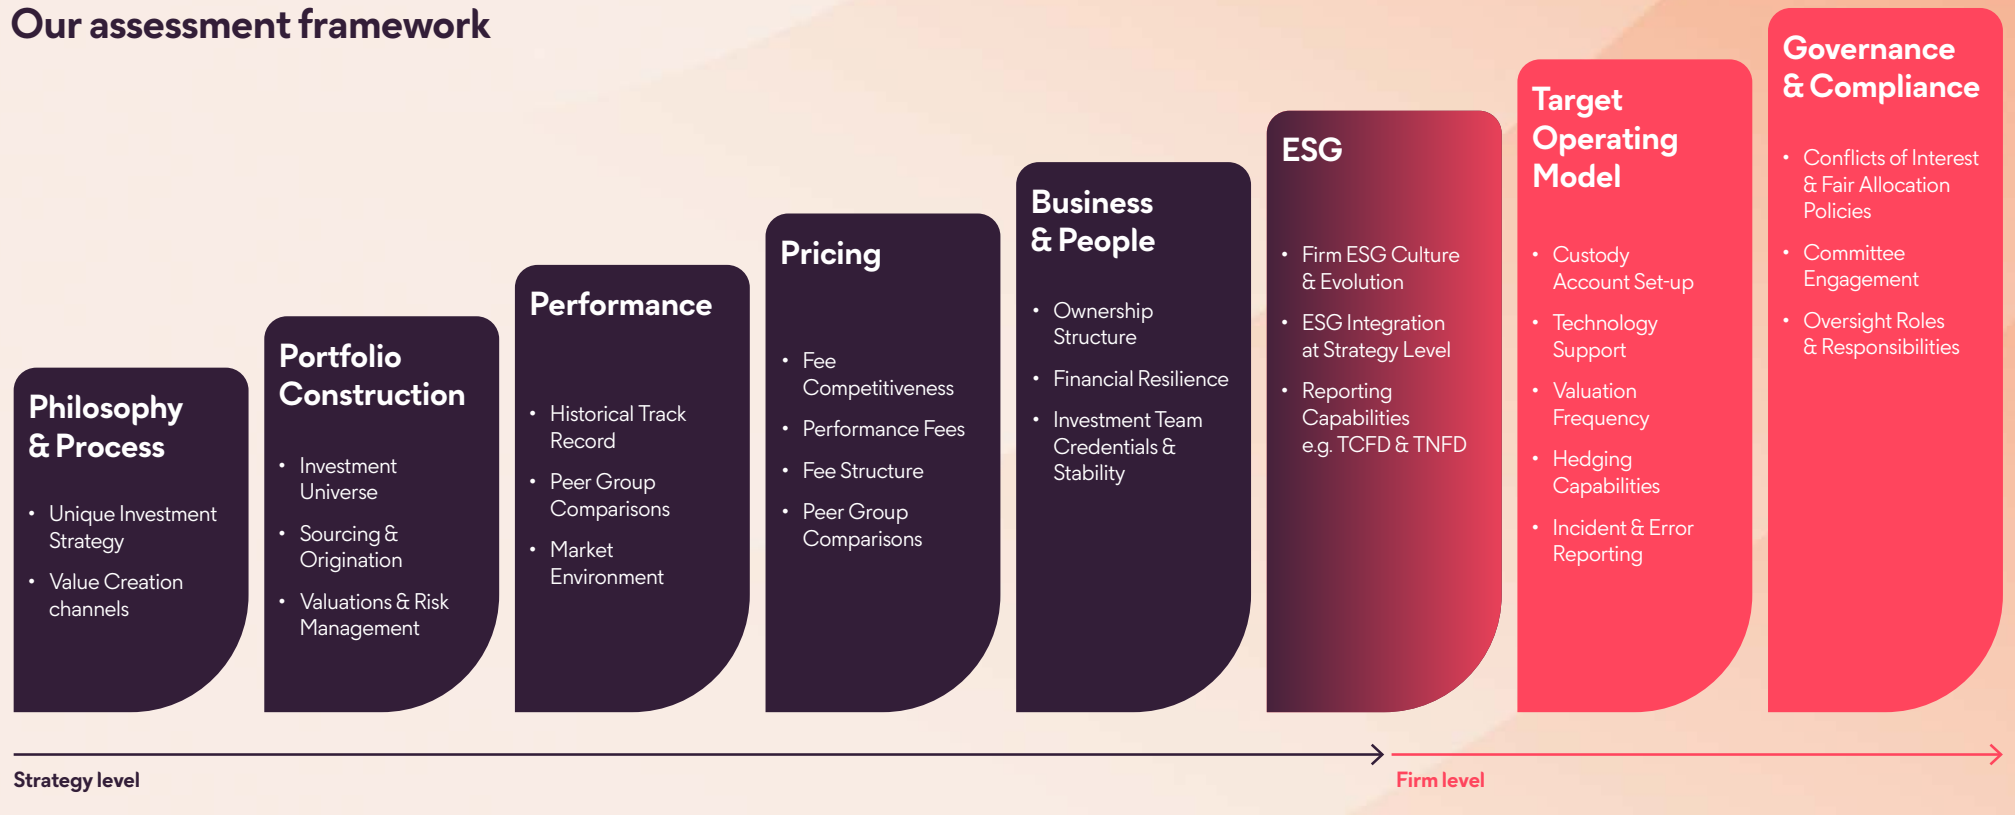 Our assessment framework
Philosophy
& Process
• Unique Investment
Strategy
• Value Creation
channels
Portfolio
Construction
• Investment
Universe
• Sourcing &
Origination
• Valuations & Risk
Management
Performance
• Historical Track
Record
• Peer Group
Comparisons
• Market
Environment
Pricing
• Fee
Competitiveness
• Performance Fees
• Fee Structure
• Peer Group
Comparisons
Business
& People
• Ownership
Structure
• Financial Resilience
• Investment Team
Credentials &
Stability
ESG
• Firm ESG Culture
& Evolution
• ESG Integration
at Strategy Level
• Reporting
Capabilities
e.g. TCFD & TNFD
Target
Operating
Model
• Custody
Account Set-up
• Technology
Support
• Valuation
Frequency
• Hedging
Capabilities
• Incident & Error
Reporting
Governance
& Compliance
• Conflicts of Interest
& Fair Allocation
Policies
• Committee
Engagement
• Oversight Roles
& Responsibilities
Strategy level
Firm level